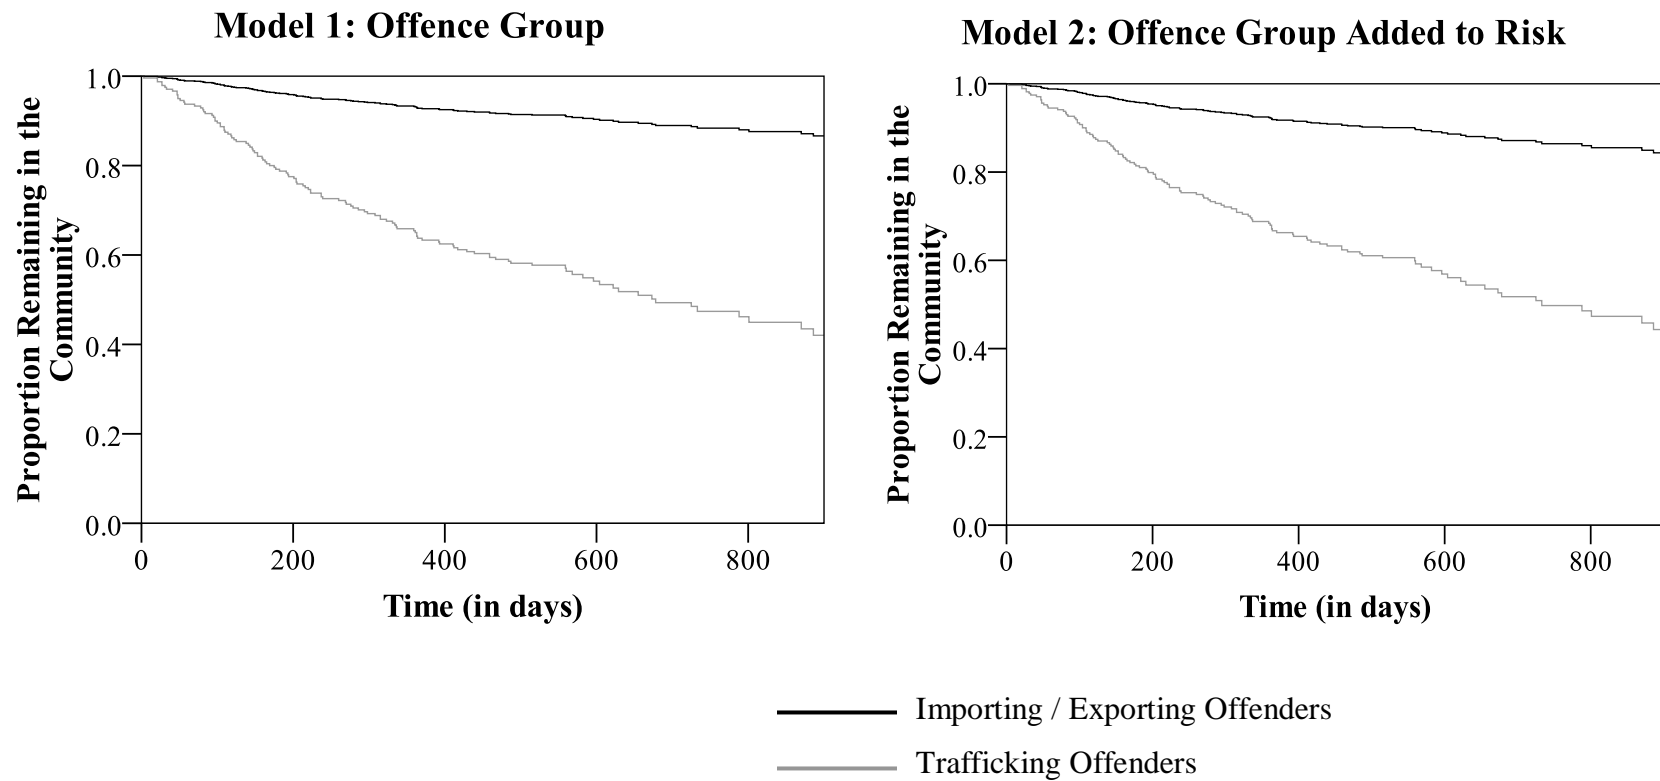 Model 1: Offence Group
Proportion Remaining in the
Community
1.0
0.8
0.6
0.4
0.2
0.0
0 200 400 600 800
Time (in days)
Model 2: Offence Group Added to Risk
Proportion Remaining in the
Community
1.0
0.8
0.6
0.4
0.2
0.0
0 200 400 600 800
Time (in days)
Importing / Exporting Offenders
Trafficking Offenders